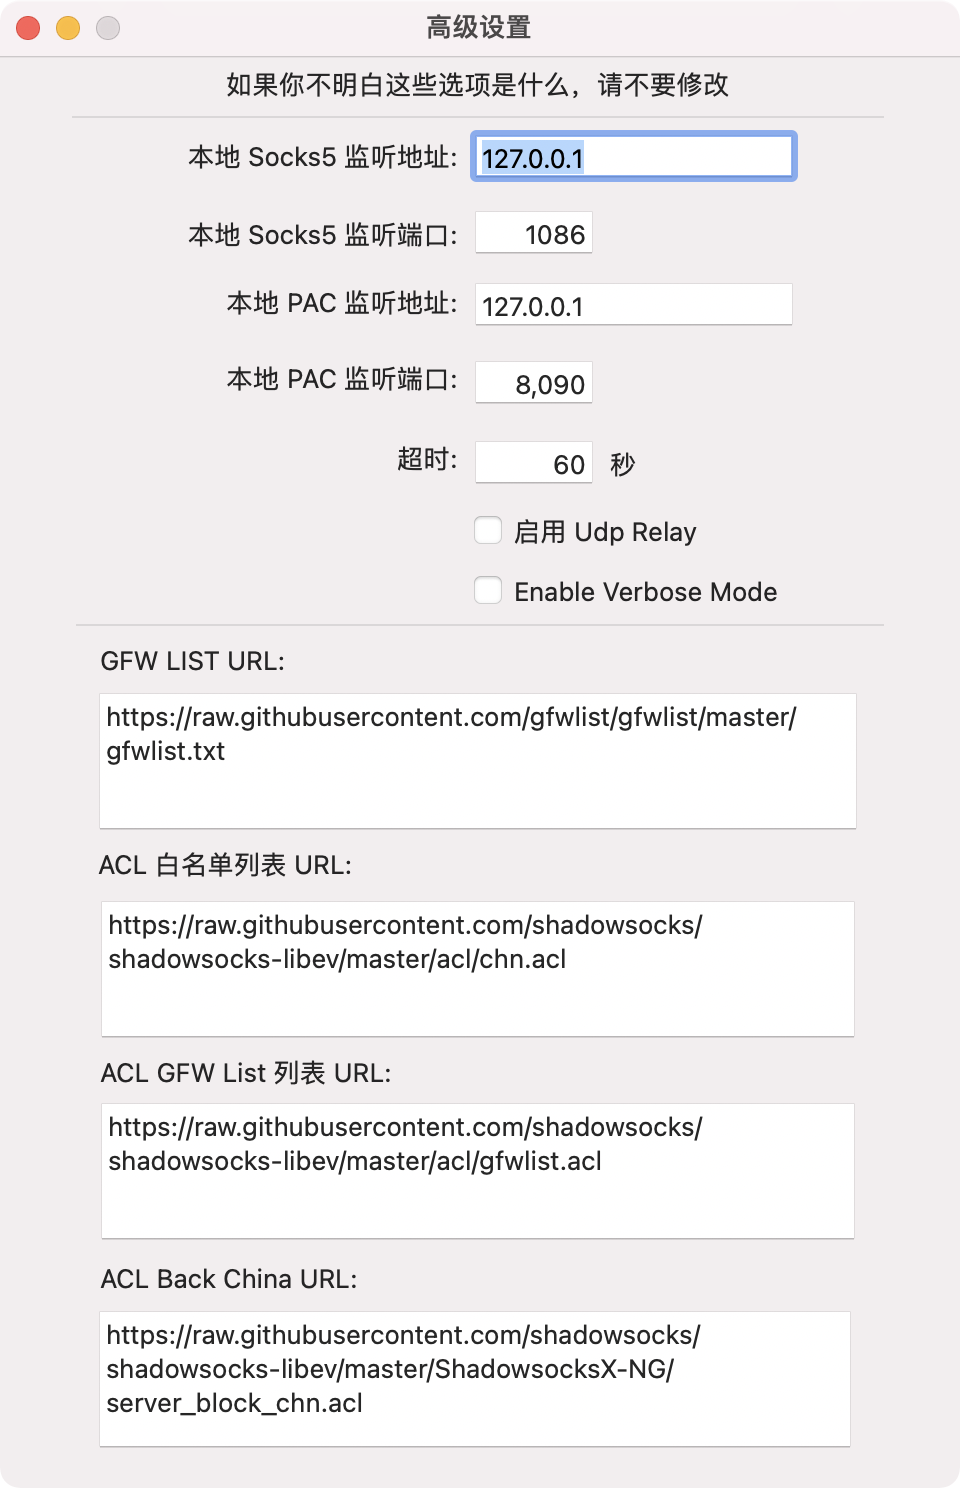 高级设置
如果你不明白这些选项是什么，请不要修改
本地 Socks5 监听地址: 127.0.0.1
本地 Socks5 监听端口: 1086
本地 PAC 监听地址: 127.0.0.1
本地 PAC 监听端口: 8,090
超时: 60 秒
启用 Udp Relay
Enable Verbose Mode
GFW LIST URL:
https://raw.githubusercontent.com/gfwlist/gfwlist/master/
gfwlist.txt
ACL 白名单列表 URL:
https://raw.githubusercontent.com/shadowsocks/
shadowsocks-libev/master/acl/chn.acl
ACL GFW List 列表 URL:
https://raw.githubusercontent.com/shadowsocks/
shadowsocks-libev/master/acl/gfwlist.acl
ACL Back China URL:
https://raw.githubusercontent.com/shadowsocks/
shadowsocks-libev/master/ShadowsocksX-NG/
server_block_chn.acl